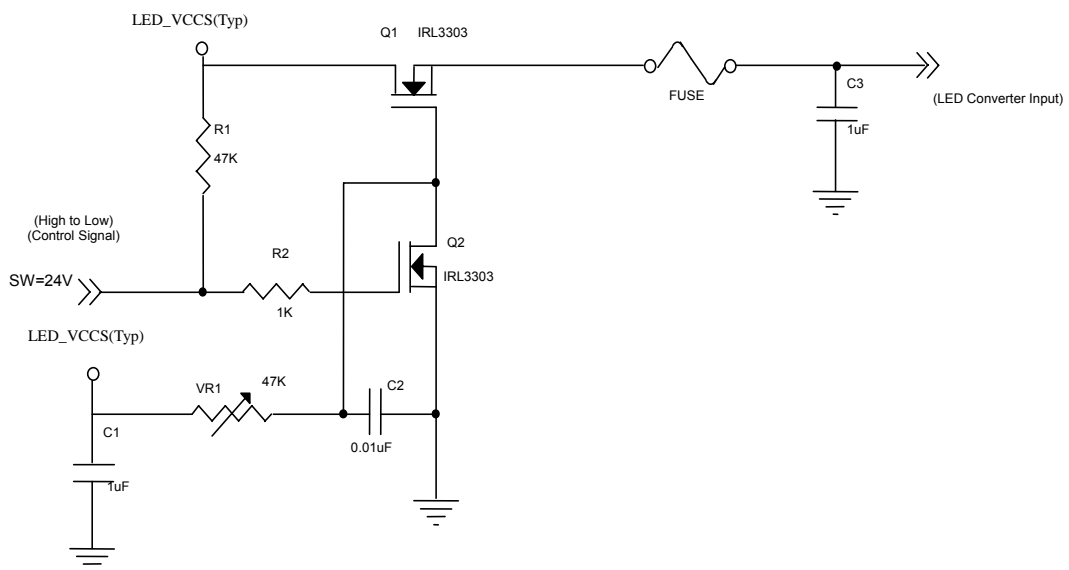 LED_VCCS(Typ)
Q1 IRL3303
FUSE
C3
1uF
(LED Converter Input)
R1
47K
(High to Low)
(Control Signal)
SW=24V
R2
1K
Q2
IRL3303
LED_VCCS(Typ)
VR1
47K
C2
0.01uF
C1
1uF